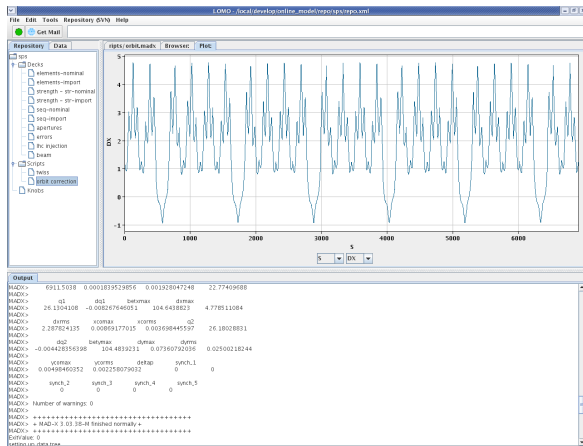 LOMO - /local/develop/online_model/repo/sps/repo.xml
File Edit Tools Repository (SVN) Help
Get Mail
Repository Data
ripts/orbit.madx Browser: Plot:
sps
Decks
elements-nominal
elements-import
strength - str-nominal
strength - str-import
seq-nominal
seq-import
apertures
errors
lhc injection
beam
Scripts
twiss
orbit correction
Knobs
5
4
3
2
1
0
-1
DX
0 1000 2000 3000 4000 5000 6000
S
S DX
Output
MADX> 6911.5038 0.0001839529856 0.001928047248 22.77409688
MADX>
MADX> q1 dq1 betxmax dxmax
MADX> 26.1304108 -0.008267646051 104.6438823 4.778511084
MADX>
MADX> dxrms xcomax xcorms q2
MADX> 2.287824135 0.00869177015 0.003698445597 26.18028831
MADX>
MADX> dq2 betymax dymax dyrms
MADX> -0.004428356398 104.4839231 0.07360792036 0.02500218244
MADX>
MADX> ycomax ycorms deltap synch_1
MADX> 0.00498460352 0.002258079032 0 0
MADX>
MADX> synch_2 synch_3 synch_4 synch_5
MADX> 0 0 0 0
MADX>
MADX> Number of warnings: 0
MADX>
MADX> ++++++++++++++++++++++++++++++++++
MADX> + MAD-X 3.03.38-M finished normally +
MADX> ++++++++++++++++++++++++++++++++++
ExitValue: 0
setting up data tree